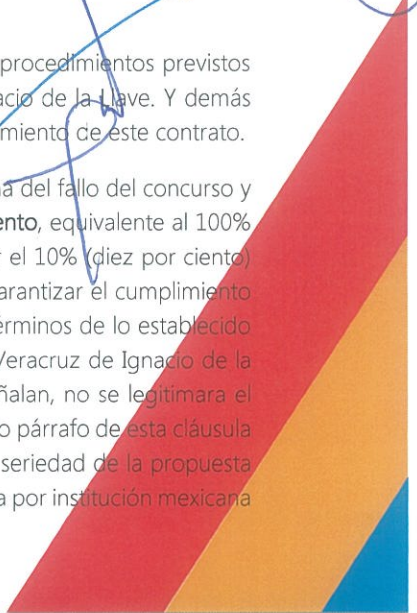 procedimientos previstos
acio de la Llave. Y demás
miento de este contrato.
a del fallo del concurso y
ento, equivalente al 100%
r el 10% (diez por ciento)
arantizar el cumplimiento
érminos de lo establecido
Veracruz de Ignacio de la
ñalan, no se legitimara el
o párrafo de esta cláusula
seriedad de la propuesta
a por institución mexicana